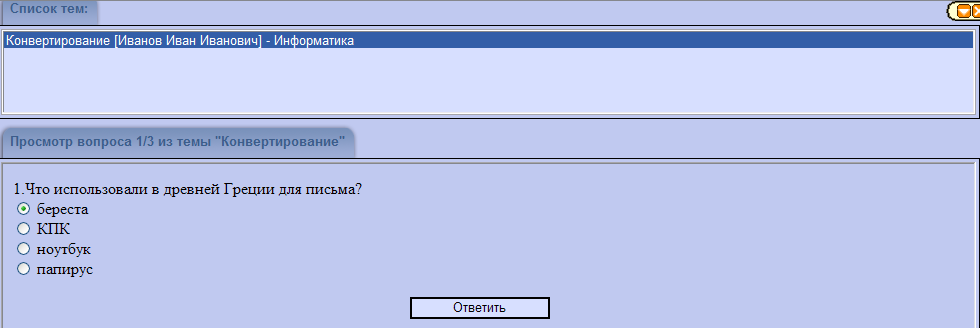 Список тем:
Конвертирование [Иванов Иван Иванович] - Информатика
Просмотр вопроса 1/3 из темы "Конвертирование"
1.Что использовали в древней Греции для письма?
береста
КПК
ноутбук
папирус
Ответить